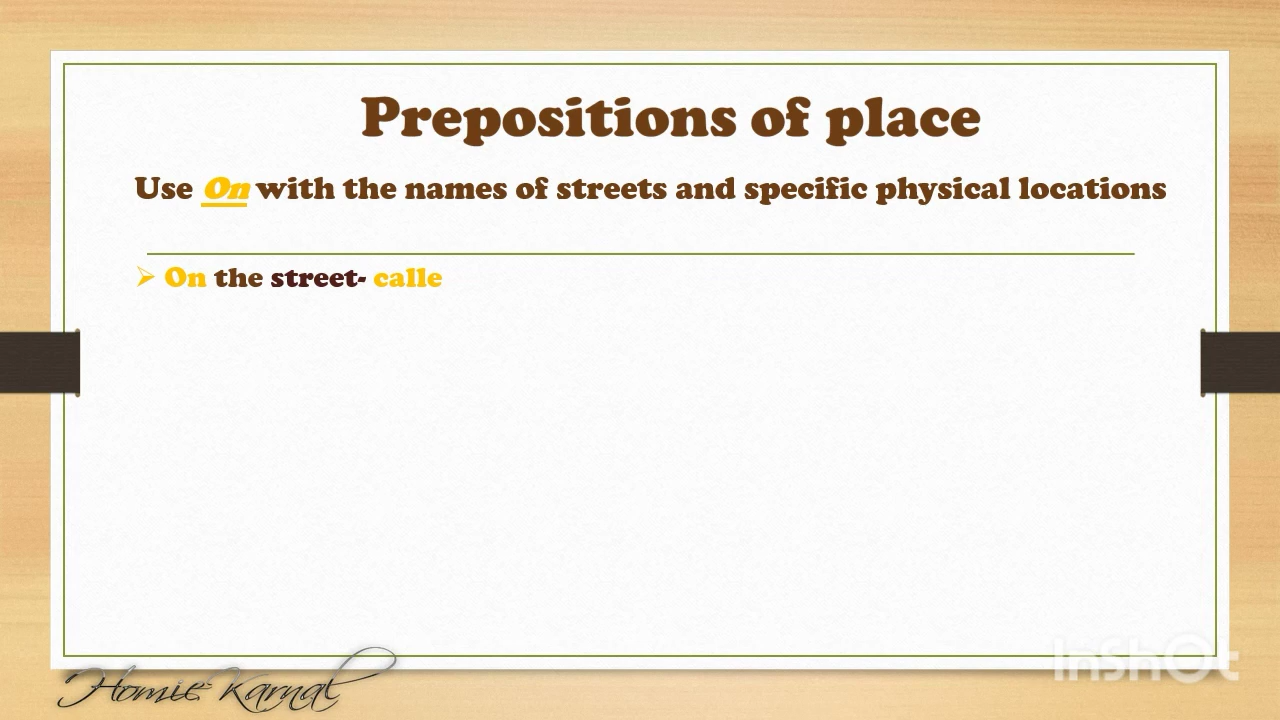 Prepositions of place
Use On with the names of streets and specific physical locations
On the street- calle
Homie Karnal
InShOt